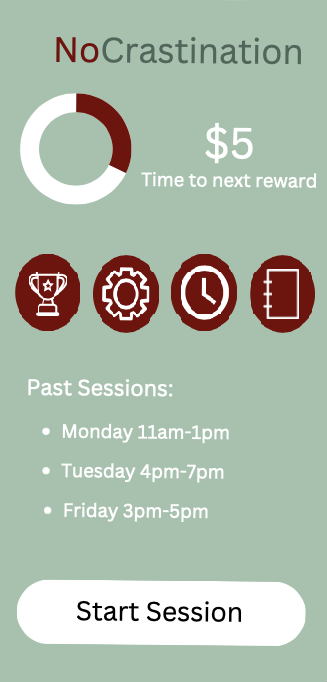 NoCrastination
$5
Time to next reward
Past Sessions:
Monday 11am-1pm
Tuesday 4pm-7pm
Friday 3pm-5pm
Start Session